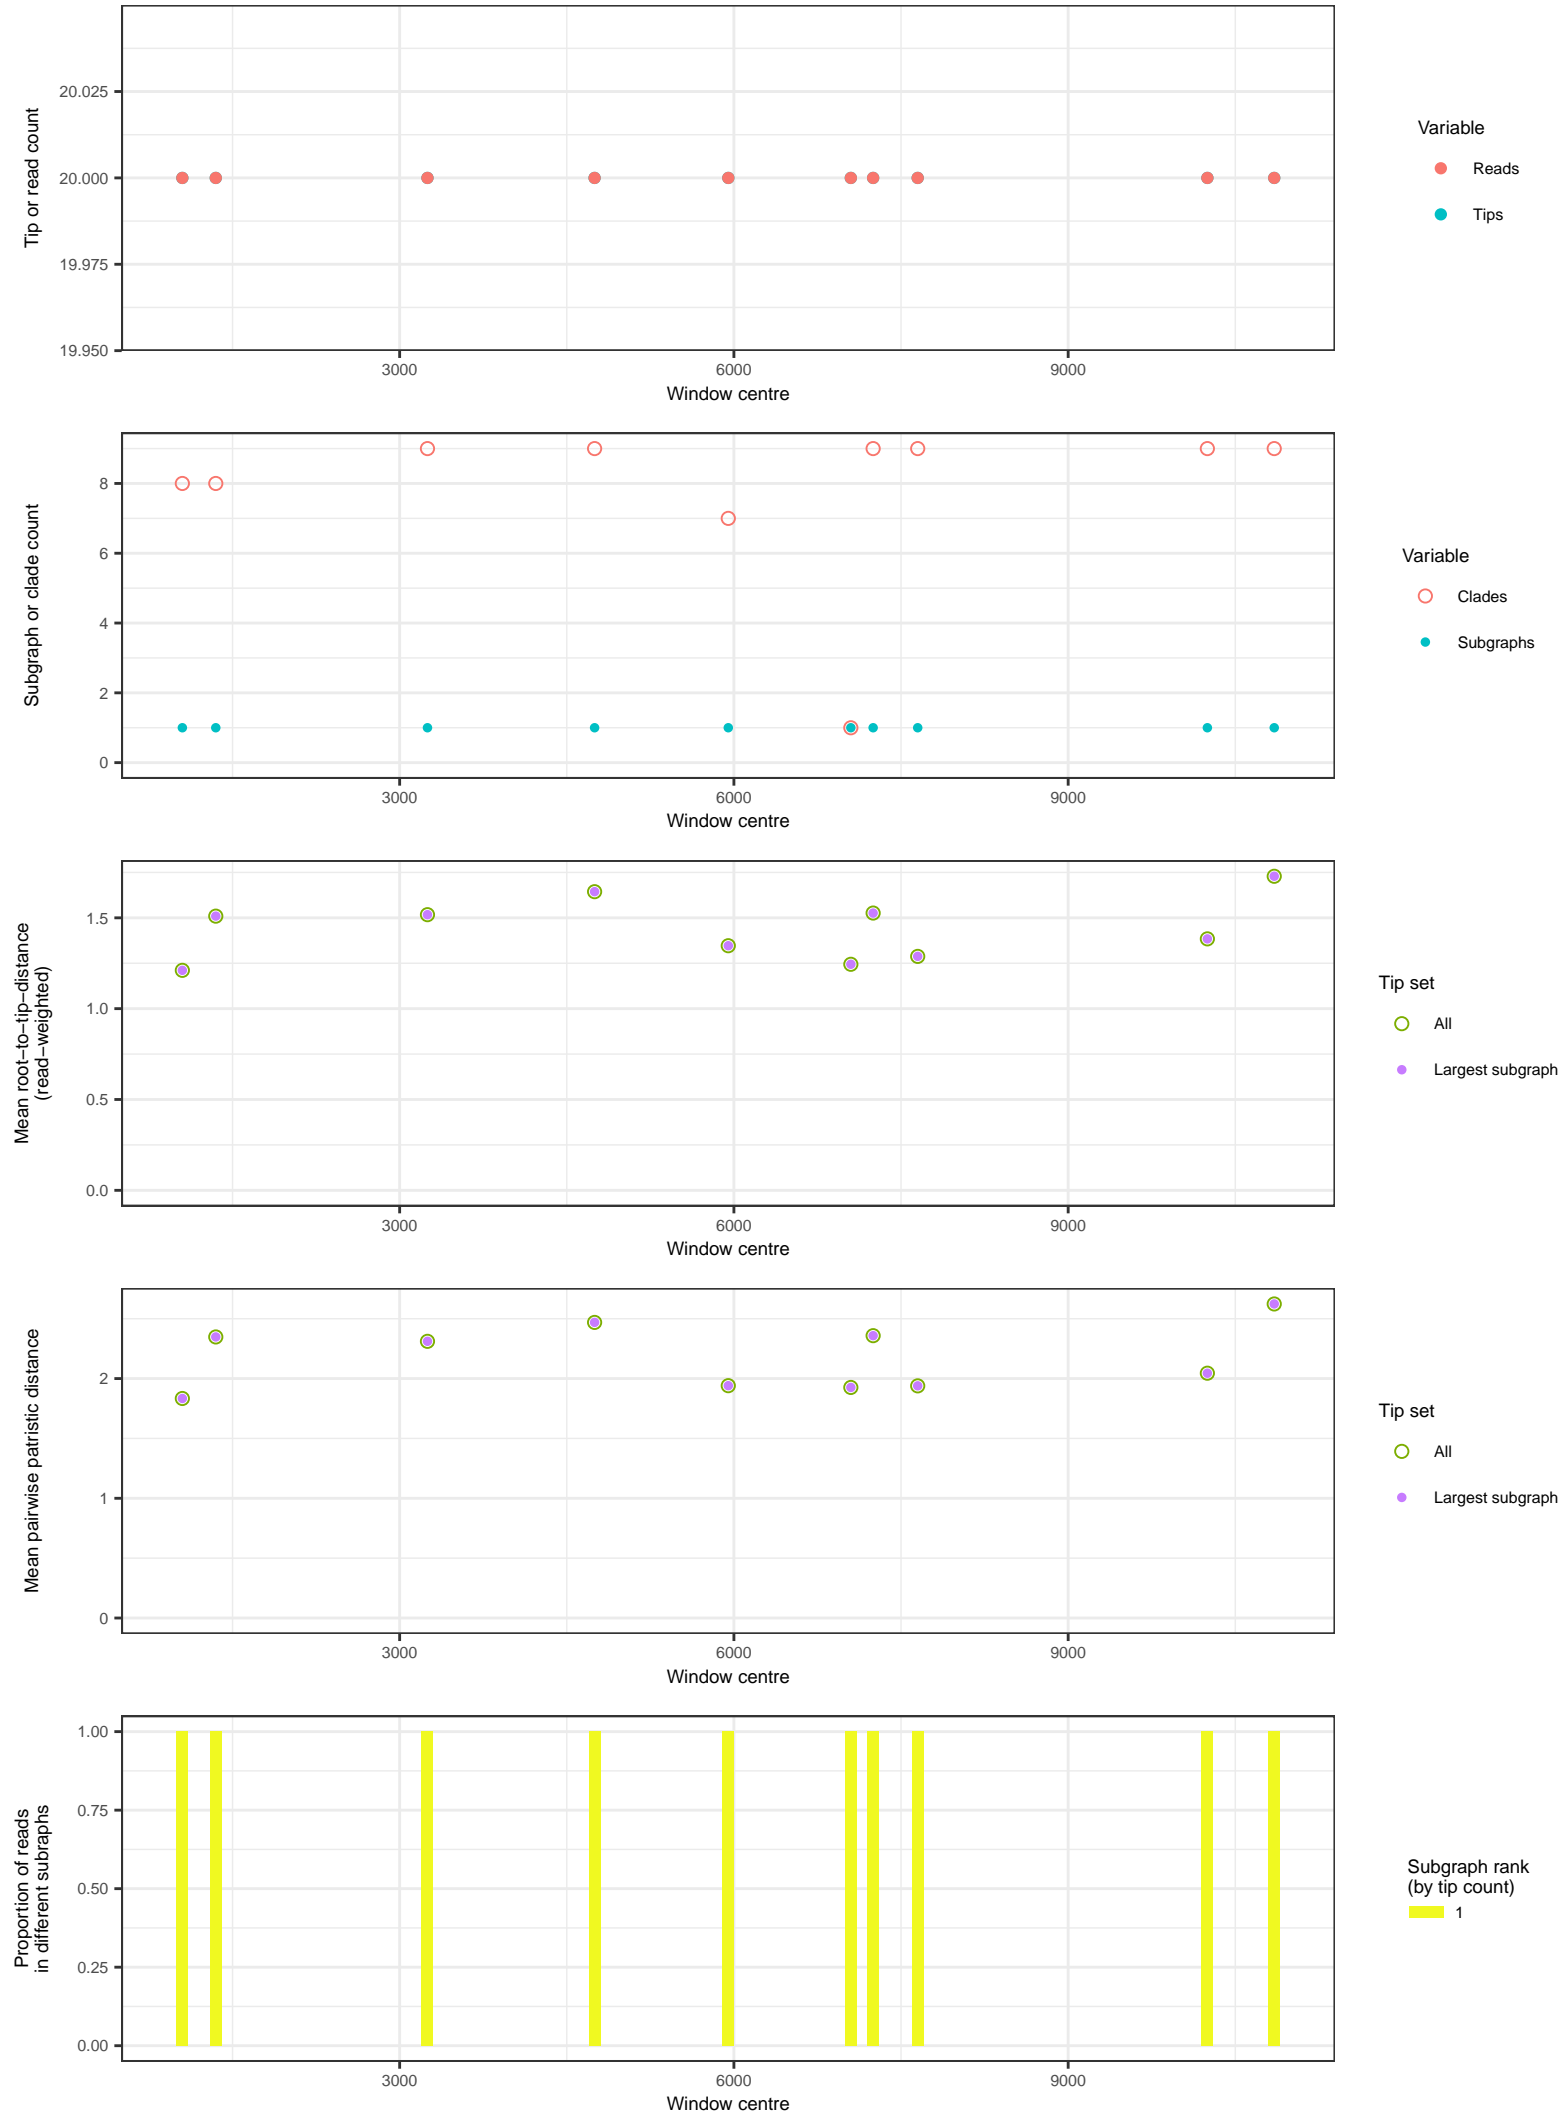 Tip or read count
20.025
20.000
19.975
19.950
3000
6000
9000
Window centre
Variable
Reads
Tips
Subgraph or clade count
8
6
4
2
0
3000
6000
9000
Window centre
Variable
Clades
Subgraphs
Mean root−to−tip−distance
(read−weighted)
1.5
1.0
0.5
0.0
3000
6000
9000
Window centre
Tip set
All
Largest subgraph
Mean pairwise patristic distance
2
1
0
3000
6000
9000
Window centre
Tip set
All
Largest subgraph
Proportion of reads
in different subraphs
1.00
0.75
0.50
0.25
0.00
3000
6000
9000
Window centre
Subgraph rank
(by tip count)
1